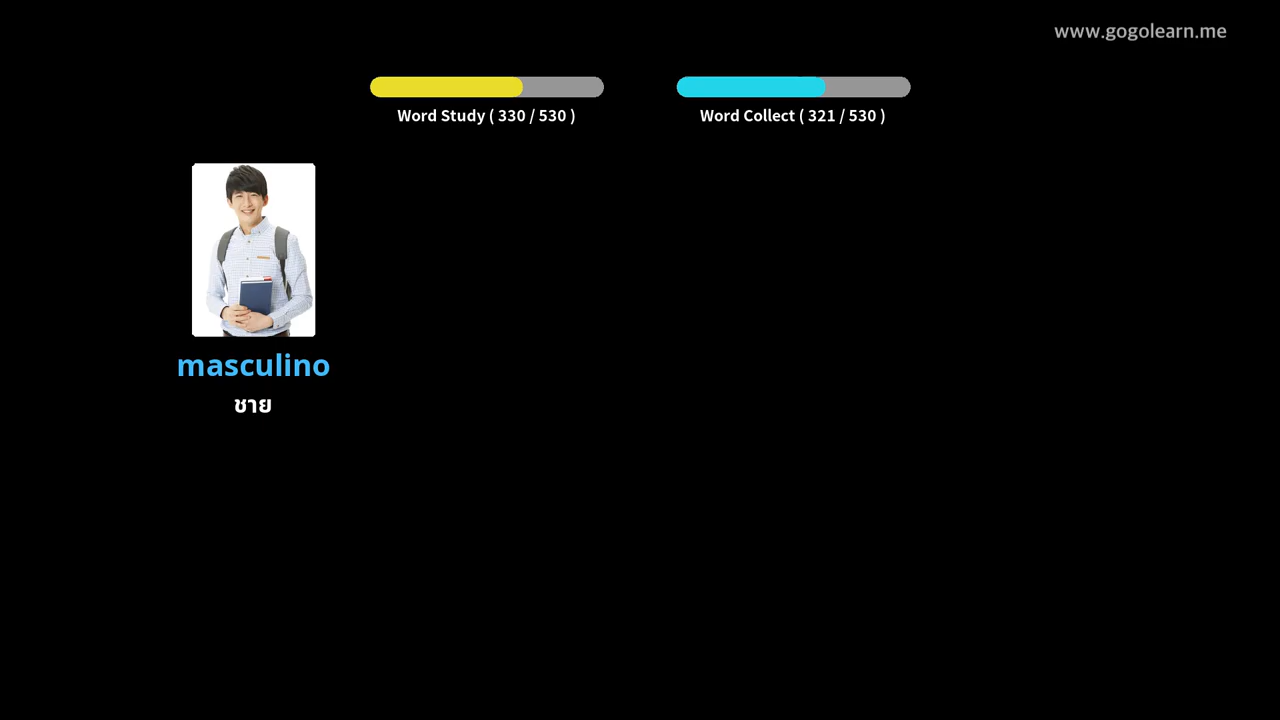 www.gogolearn.me
Word Study ( 330 / 530 )
Word Collect ( 321 / 530 )
masculino
ชาย